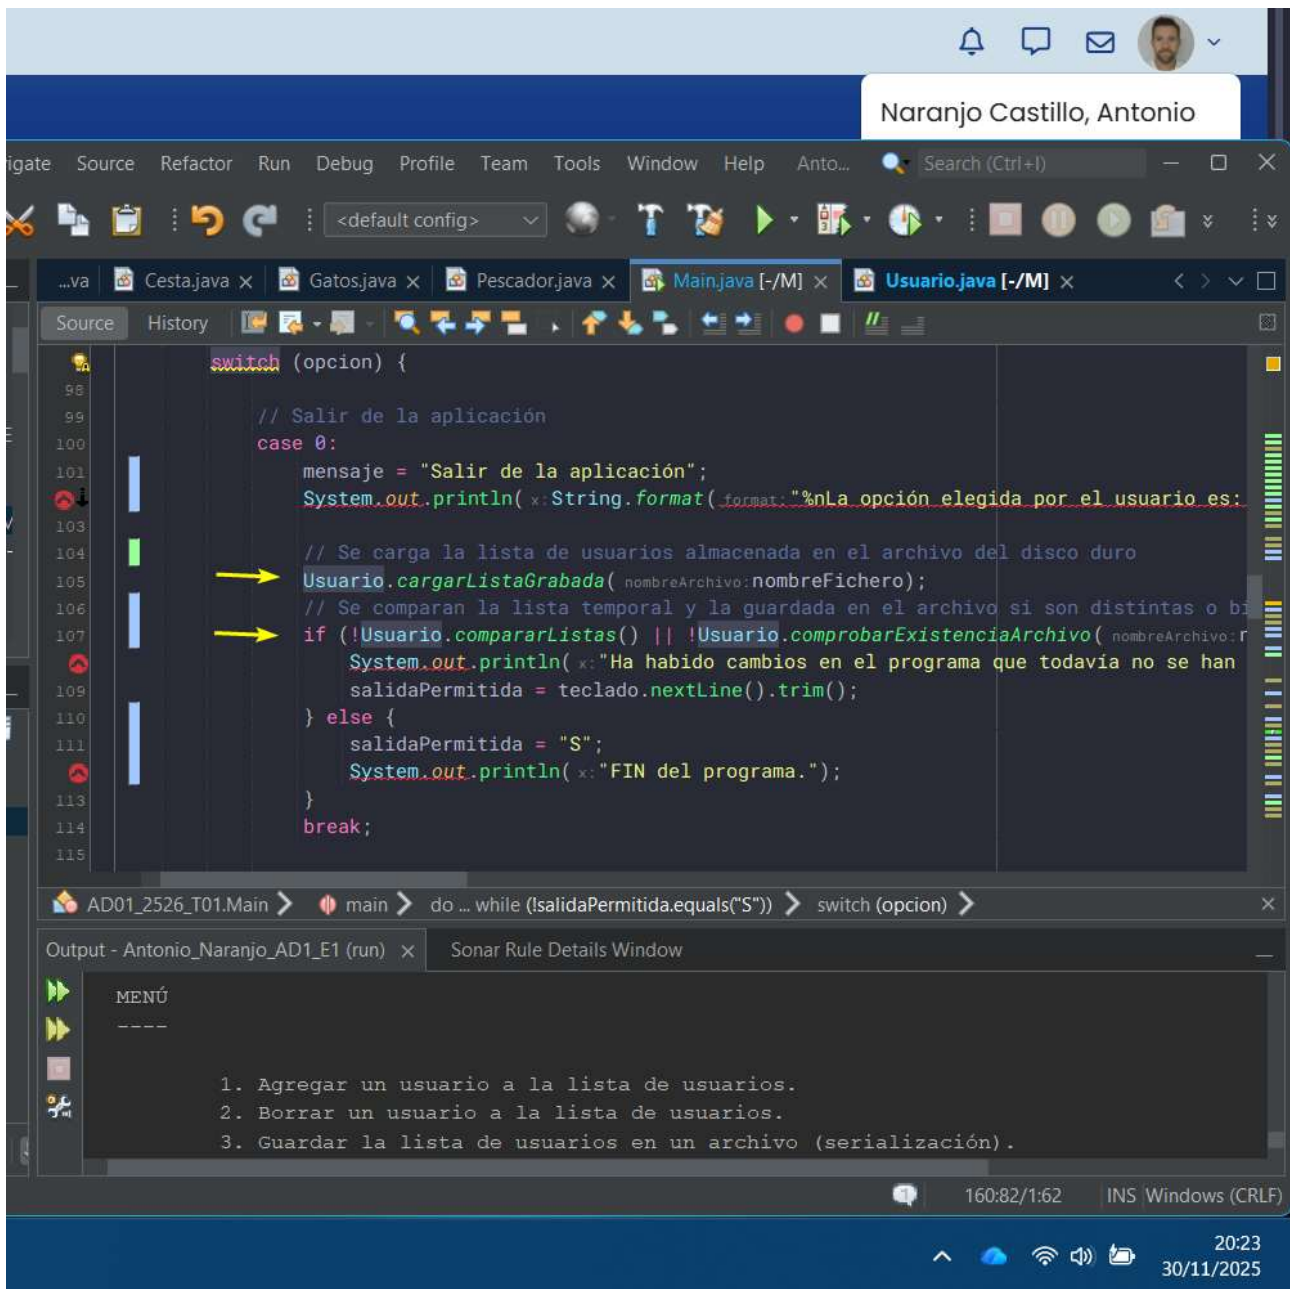 Naranjo Castillo, Antonio
igate Source Refactor Run Debug Profile Team Tools Window Help Anto... Search (Ctrl+I)
<default config>
...va Cesta.java Gatos.java Pescador.java Main.java [-/M] Usuario.java [-/M]
Source History
switch (opcion) {
98
99 // Salir de la aplicación
100 case 0:
101 mensaje = "Salir de la aplicación";
System.out.println( x: String.format( format: "%nLa opción elegida por el usuario es:
103
104 // Se carga la lista de usuarios almacenada en el archivo del disco duro
105 Usuario.cargarListaGrabada( nombreArchivo: nombreFichero);
106 // Se comparan la lista temporal y la guardada en el archivo si son distintas o bi
107 if (!Usuario.compararListas() || !Usuario.comprobarExistenciaArchivo( nombreArchivo: r
System.out.println( x: "Ha habido cambios en el programa que todavía no se han
109 salidaPermitida = teclado.nextLine().trim();
110 } else {
111 salidaPermitida = "S";
System.out.println( x: "FIN del programa.");
113 }
114 break;
115
AD01_2526_T01.Main main do ... while (!salidaPermitida.equals("S")) switch (opcion)
Output - Antonio_Naranjo_AD1_E1 (run) Sonar Rule Details Window
MENÚ
----
1. Agregar un usuario a la lista de usuarios.
2. Borrar un usuario a la lista de usuarios.
3. Guardar la lista de usuarios en un archivo (serialización).
1 160:82/1:62 INS Windows (CRLF)
20:23
30/11/2025